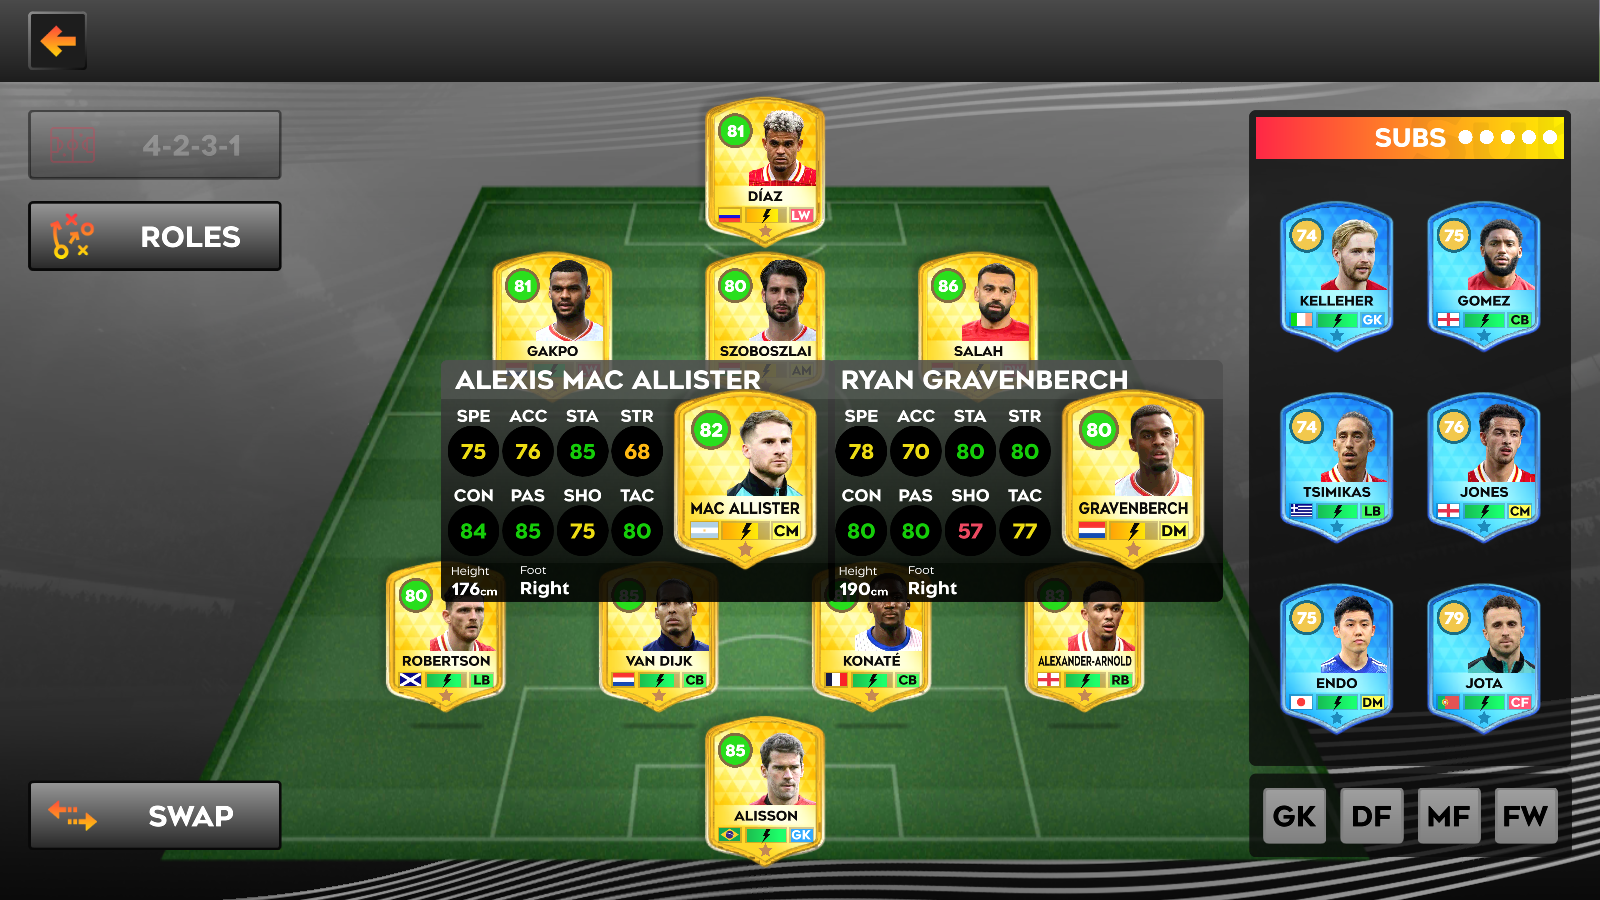 4-2-3-1
ROLES
81
DÍAZ
LW
81
GAKPO
80
SZOBOSZLAI
AM
86
SALAH
ALEXIS MAC ALLISTER
SPE ACC STA STR
75 76 85 68
CON PAS SHO TAC
84 85 75 80
Height Foot
176cm Right
82
MAC ALLISTER
CM
RYAN GRAVENBERCH
SPE ACC STA STR
78 70 80 80
CON PAS SHO TAC
80 80 57 77
Height Foot
190cm Right
80
GRAVENBERCH
DM
80
ROBERTSON
LB
85
VAN DIJK
CB
KONATÉ
CB
83
ALEXANDER-ARNOLD
RB
85
ALISSON
GK
SWAP
SUBS
74
KELLEHER
GK
75
GOMEZ
CB
74
TSIMIKAS
LB
76
JONES
CM
75
ENDO
DM
79
JOTA
CF
GK DF MF FW